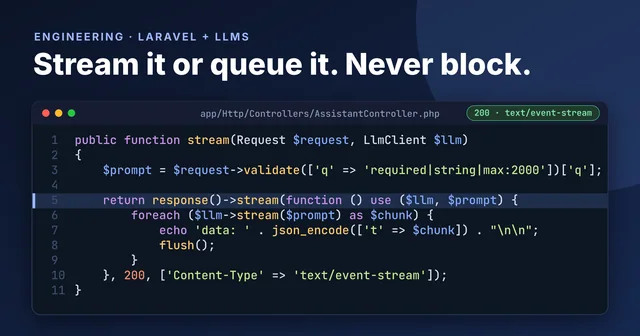 ENGINEERING · LARAVEL + LLMS
Stream it or queue it. Never block.
app/Http/Controllers/AssistantController.php
200 · text/event-stream
1 public function stream(Request $request, LlmClient $llm)
2 {
3     $prompt = $request->validate(['q' => 'required|string|max:2000'])['q'];
4
5     return response()->stream(function () use ($llm, $prompt) {
6         foreach ($llm->stream($prompt) as $chunk) {
7             echo 'data: ' . json_encode(['t' => $chunk]) . "\n\n";
8             flush();
9         }
10     }, 200, ['Content-Type' => 'text/event-stream']);
11 }